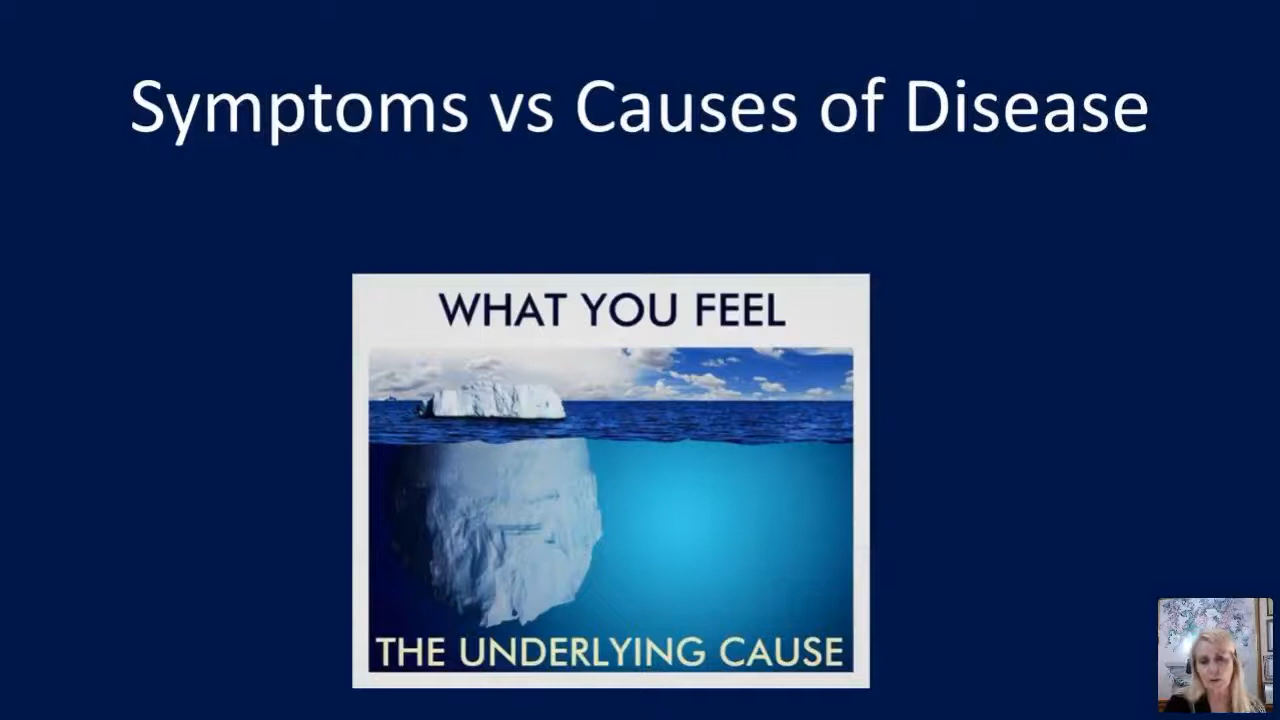 Symptoms vs Causes of Disease
WHAT YOU FEEL
THE UNDERLYING CAUSE